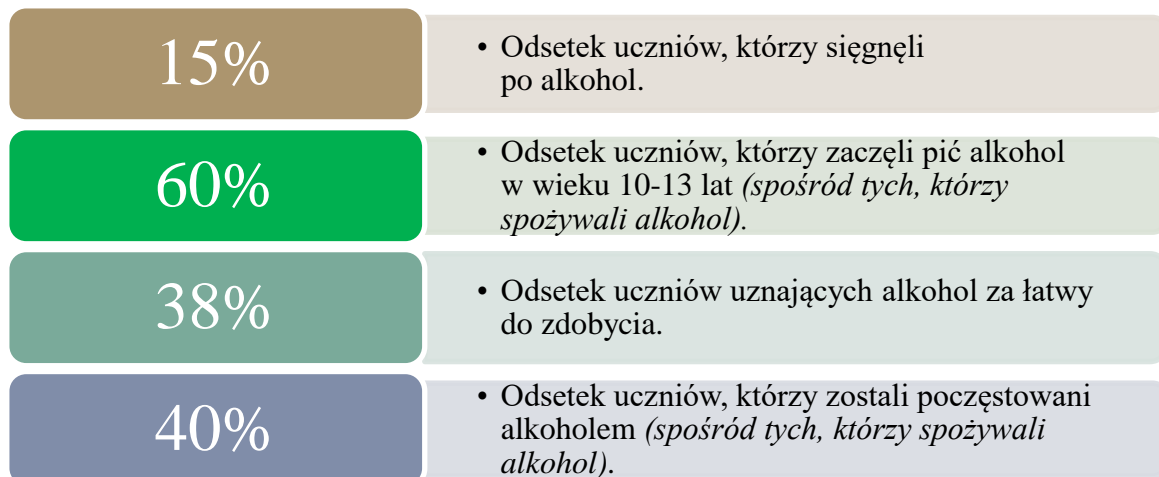 15%
• Odsetek uczniów, którzy sięgnęli
po alkohol.
60%
• Odsetek uczniów, którzy zaczęli pić alkohol
w wieku 10-13 lat (spośród tych, którzy
spożywali alkohol).
38%
• Odsetek uczniów uznających alkohol za łatwy
do zdobycia.
40%
• Odsetek uczniów, którzy zostali poczęstowani
alkoholem (spośród tych, którzy spożywali
alkohol).